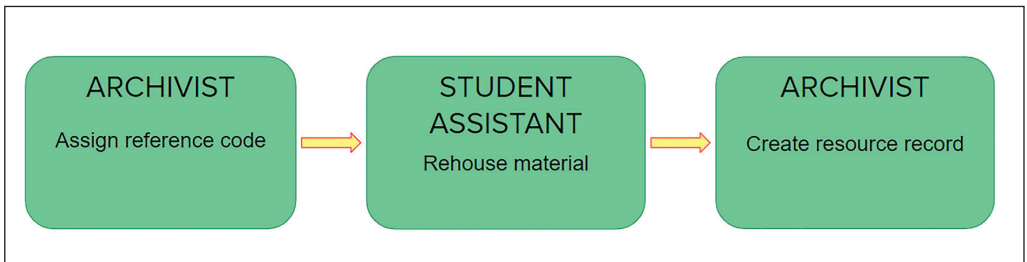 ARCHIVIST
Assign reference code
STUDENT
ASSISTANT
Rehouse material
ARCHIVIST
Create resource record